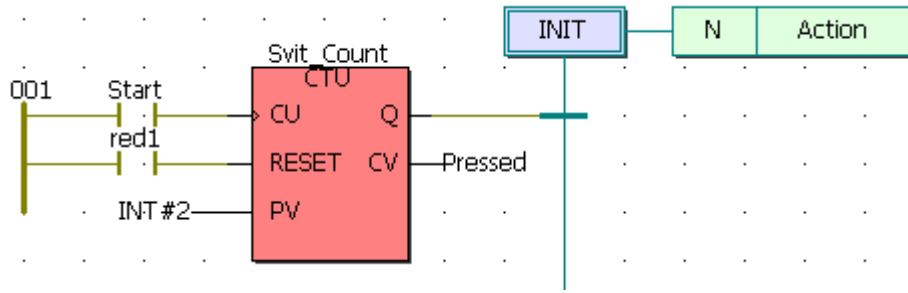 INIT N Action
Svit_Count
CTU
001 Start
CU Q
red1
RESET CV Pressed
INT#2 PV